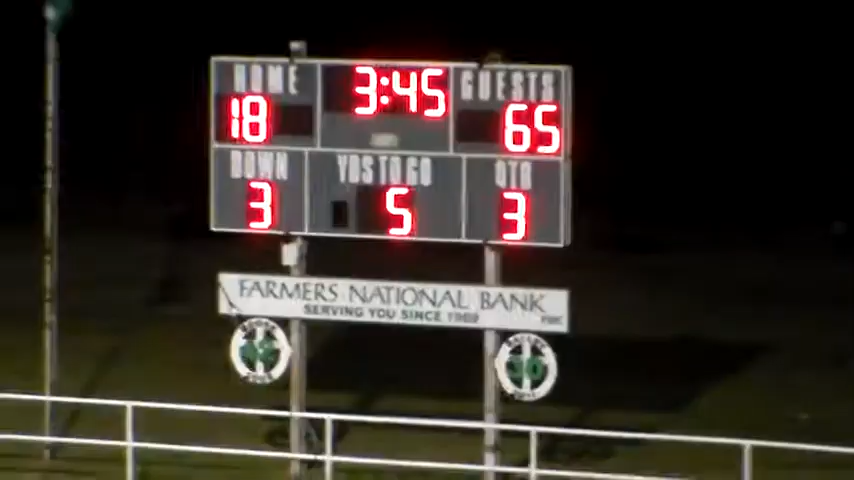 HOME 3:45 GUESTS
18 65
DOWN YDS TO GO QTR
3 5 3
FARMERS NATIONAL BANK
SERVING YOU SINCE 1909